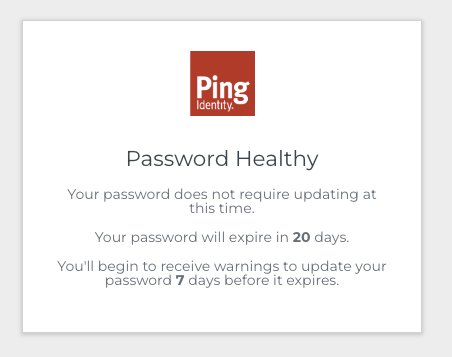 Ping
Identity.
Password Healthy
Your password does not require updating at
this time.
Your password will expire in 20 days.
You'll begin to receive warnings to update your
password 7 days before it expires.